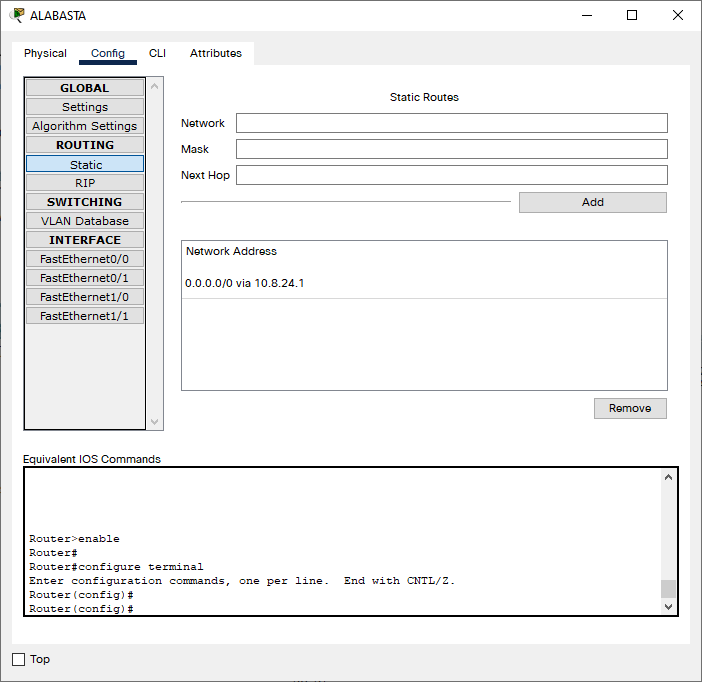 ALABASTA
Physical Config CLI Attributes
GLOBAL
Settings
Algorithm Settings
ROUTING
Static
RIP
SWITCHING
VLAN Database
INTERFACE
FastEthernet0/0
FastEthernet0/1
FastEthernet1/0
FastEthernet1/1
Static Routes
Network
Mask
Next Hop
Add
Network Address
0.0.0.0/0 via 10.8.24.1
Remove
Equivalent IOS Commands
Router>enable
Router#
Router#configure terminal
Enter configuration commands, one per line.  End with CNTL/Z.
Router(config)#
Router(config)#
Top